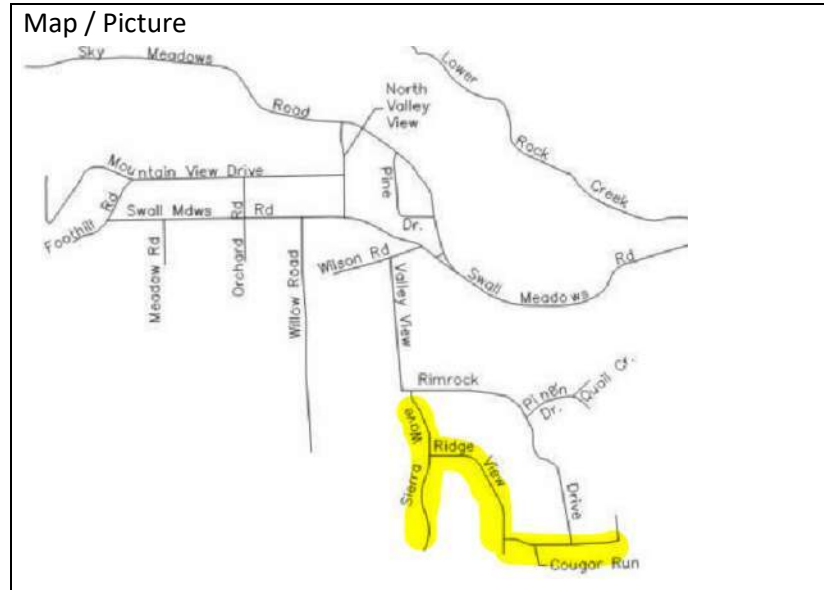 Map / Picture
Sky Meadows Road
Lower Rock Creek
North
Valley
View
Mountain View Drive
Pine Dr.
Foothill Rd
Swall Mdws Rd
Meadow Rd
Orchard Rd
Willow Road
Wilson Rd
Valley View
Swall Meadows Rd
Rimrock Drive
Pinon Dr.
Quail Cr.
Sierra Wave
Ridge View
Cougar Run